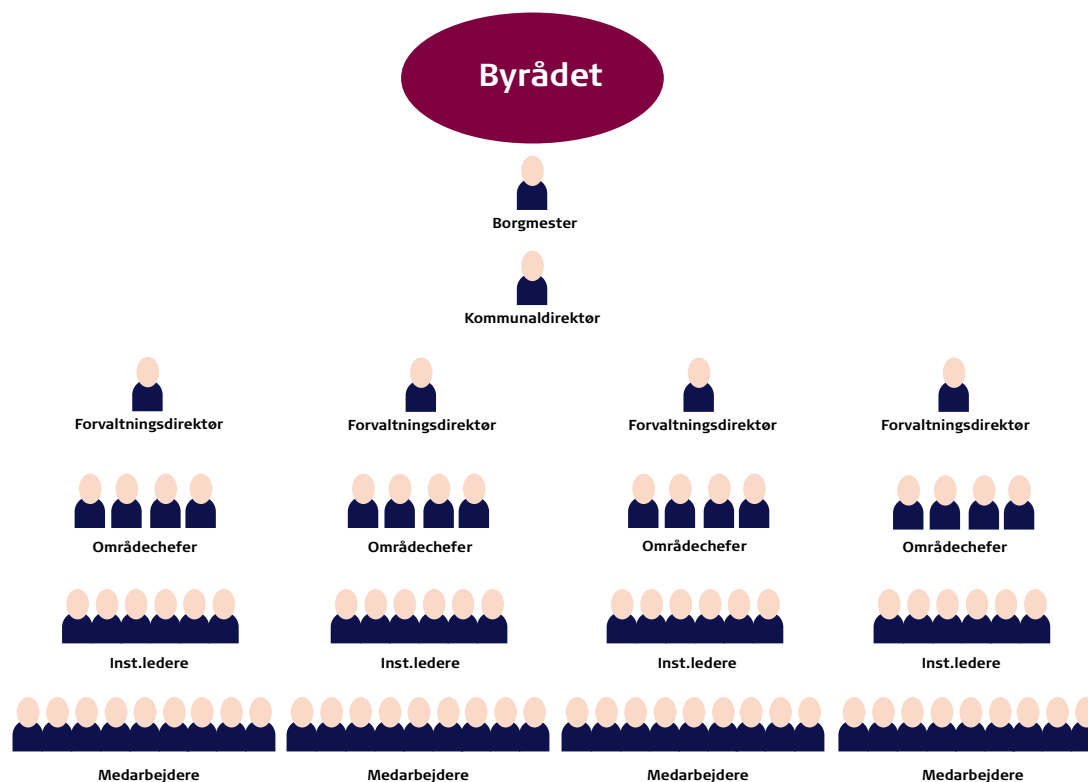 Byrådet
Borgmester
Kommunaldirektør
Forvaltningsdirektør Forvaltningsdirektør Forvaltningsdirektør Forvaltningsdirektør
Områdechefer Områdechefer Områdechefer Områdechefer
Inst.ledere Inst.ledere Inst.ledere Inst.ledere
Medarbejdere Medarbejdere Medarbejdere Medarbejdere